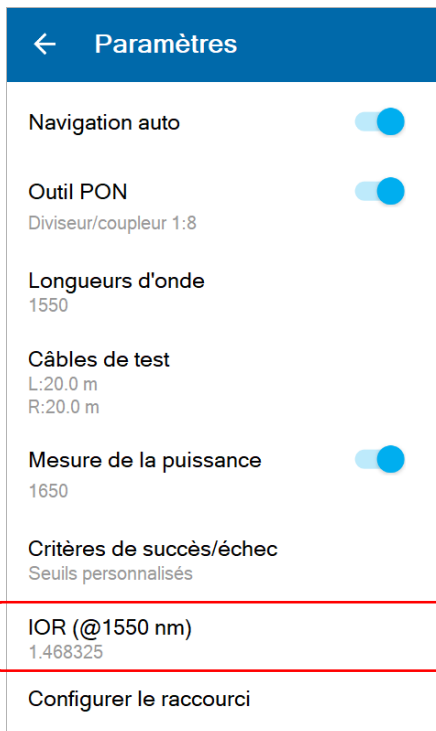 Paramètres
Navigation auto
Outil PON
Diviseur/coupleur 1:8
Longueurs d'onde
1550
Câbles de test
L:20.0 m
R:20.0 m
Mesure de la puissance
1650
Critères de succès/échec
Seuils personnalisés
IOR (@1550 nm)
1.468325
Configurer le raccourci